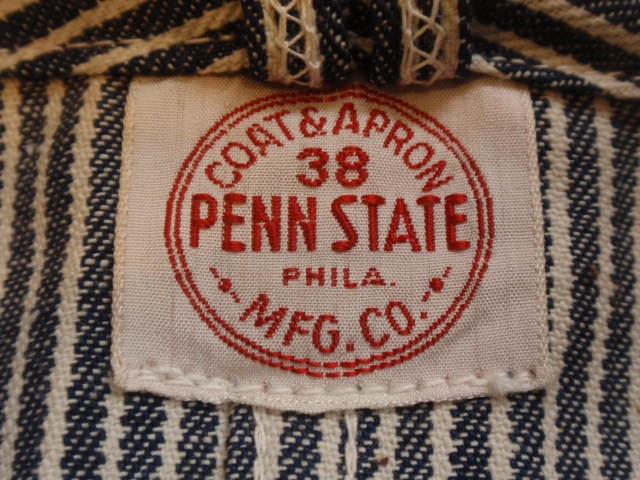 COAT & APRON
38
PENN STATE
PHILA.
MFG. CO.